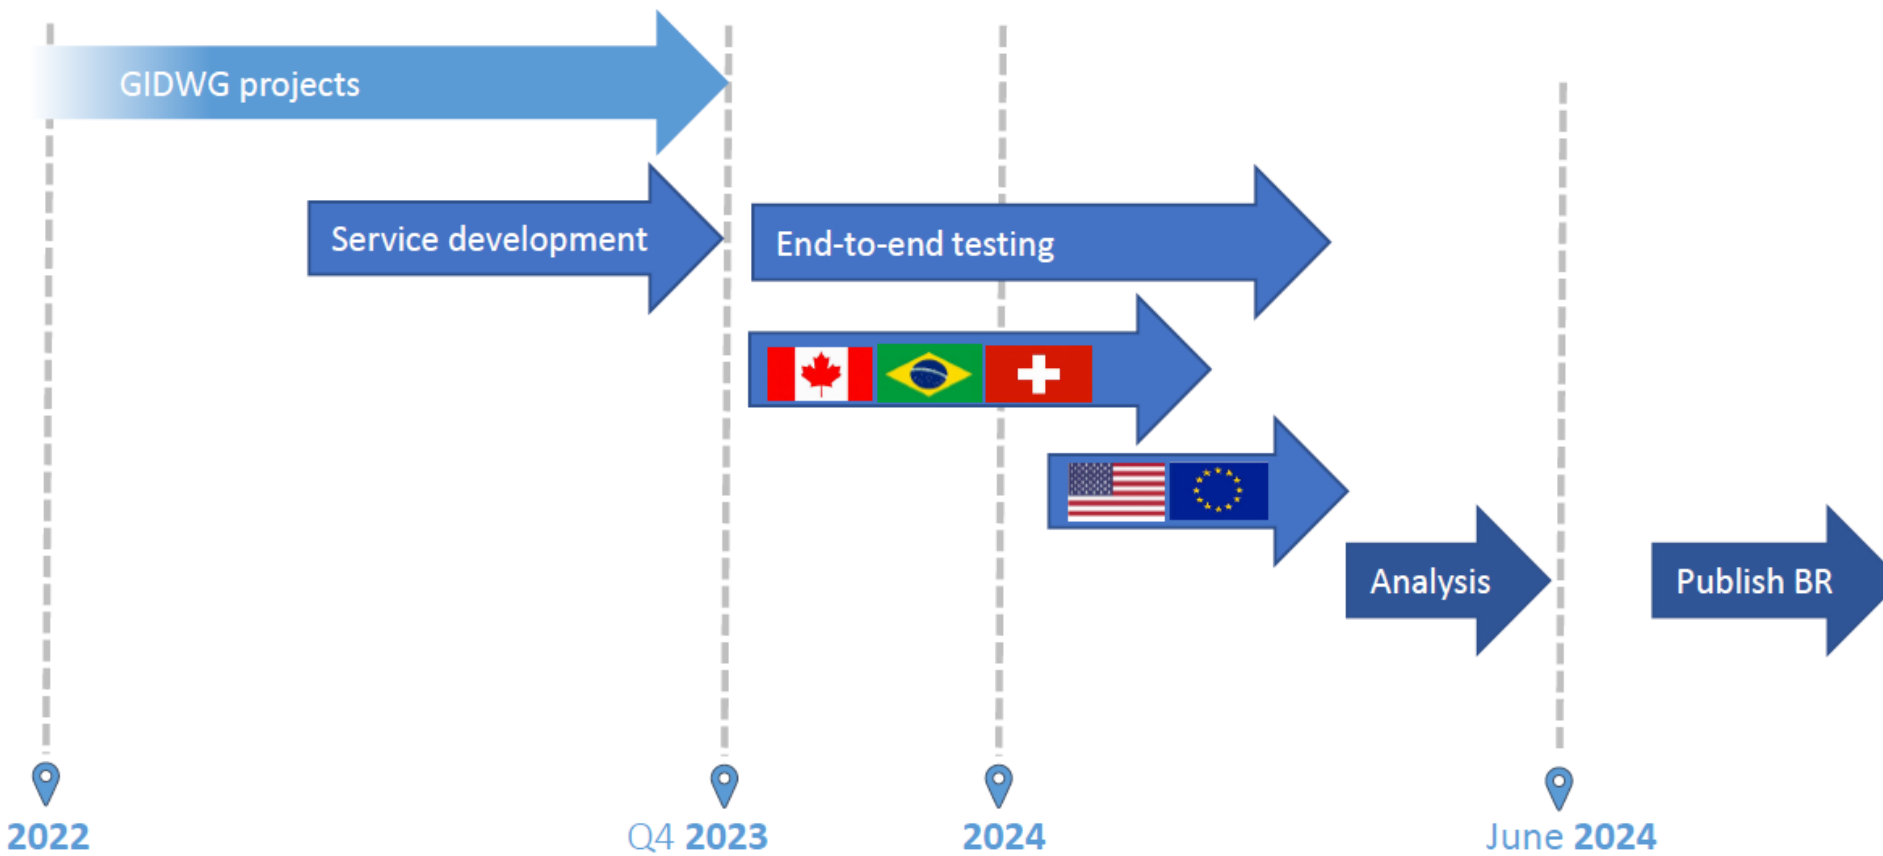 GIDWG projects
Service development
End-to-end testing
Analysis
Publish BR
2022
Q4 2023
2024
June 2024